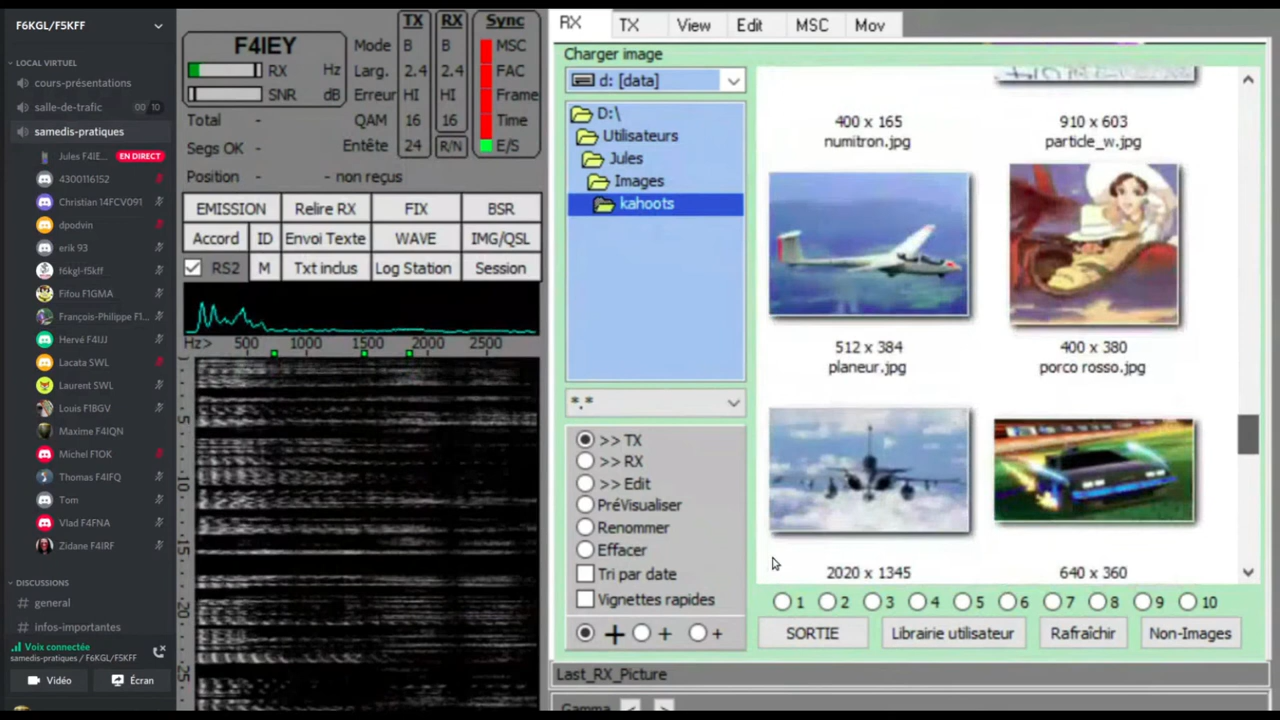 F6KGL/F5KFF
LOCAL VIRTUEL
cours-présentations
salle-de-trafic 00 10
samedis-pratiques
Jules F4IE... EN DIRECT
4300116152
Christian 14FCV091
dpodvin
erik 93
f6kgl-f5kff
Fifou F1GMA
François-Philippe F1...
Hervé F4IJJ
Lacata SWL
Laurent SWL
Louis F1BGV
Maxime F4IQN
Michel F1OK
Thomas F4IFQ
Tom
Vlad F4FNA
Zidane F4IRF
DISCUSSIONS
# general
# infos-importantes
Voix connectée
samedis-pratiques / F6KGL/F5KFF
Vidéo Écran
F4IEY
RX Hz
SNR dB
TX RX Sync
Mode B B MSC
Larg. 2.4 2.4 FAC
Erreur HI HI Frame
QAM 16 16 Time
Entête 24 R/N E/S
Total -
Segs OK -
Position - - non reçus
EMISSION Relire RX FIX BSR
Accord ID Envoi Texte WAVE IMG/QSL
RS2 M Txt inclus Log Station Session
Hz> 500 1000 1500 2000 2500
5
10
15
20
25
RX TX View Edit MSC Mov
Charger image
d: [data]
D:\
Utilisateurs
Jules
Images
kahoots
*.*
>> TX
>> RX
>> Edit
PréVisualiser
Renommer
Effacer
Tri par date
Vignettes rapides
+ + +
400 x 165
numitron.jpg
910 x 603
particle_w.jpg
512 x 384
planeur.jpg
400 x 380
porco rosso.jpg
2020 x 1345
640 x 360
1 2 3 4 5 6 7 8 9 10
SORTIE Librairie utilisateur Rafraîchir Non-Images
Last_RX_Picture
Gamma < >